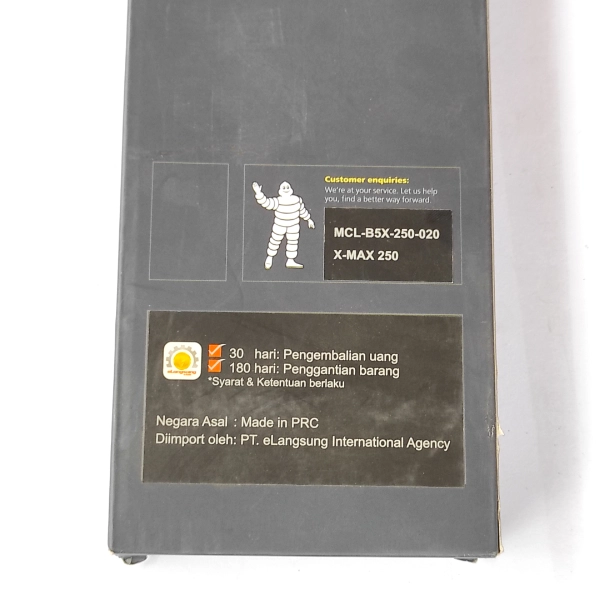 Customer enquiries:
We're at your service. Let us help
you, find a better way forward.
MCL-B5X-250-020
X-MAX 250
30 hari: Pengembalian uang
180 hari: Penggantian barang
*Syarat & Ketentuan berlaku
eLangsung
Negara Asal : Made in PRC
Diimport oleh: PT. eLangsung International Agency